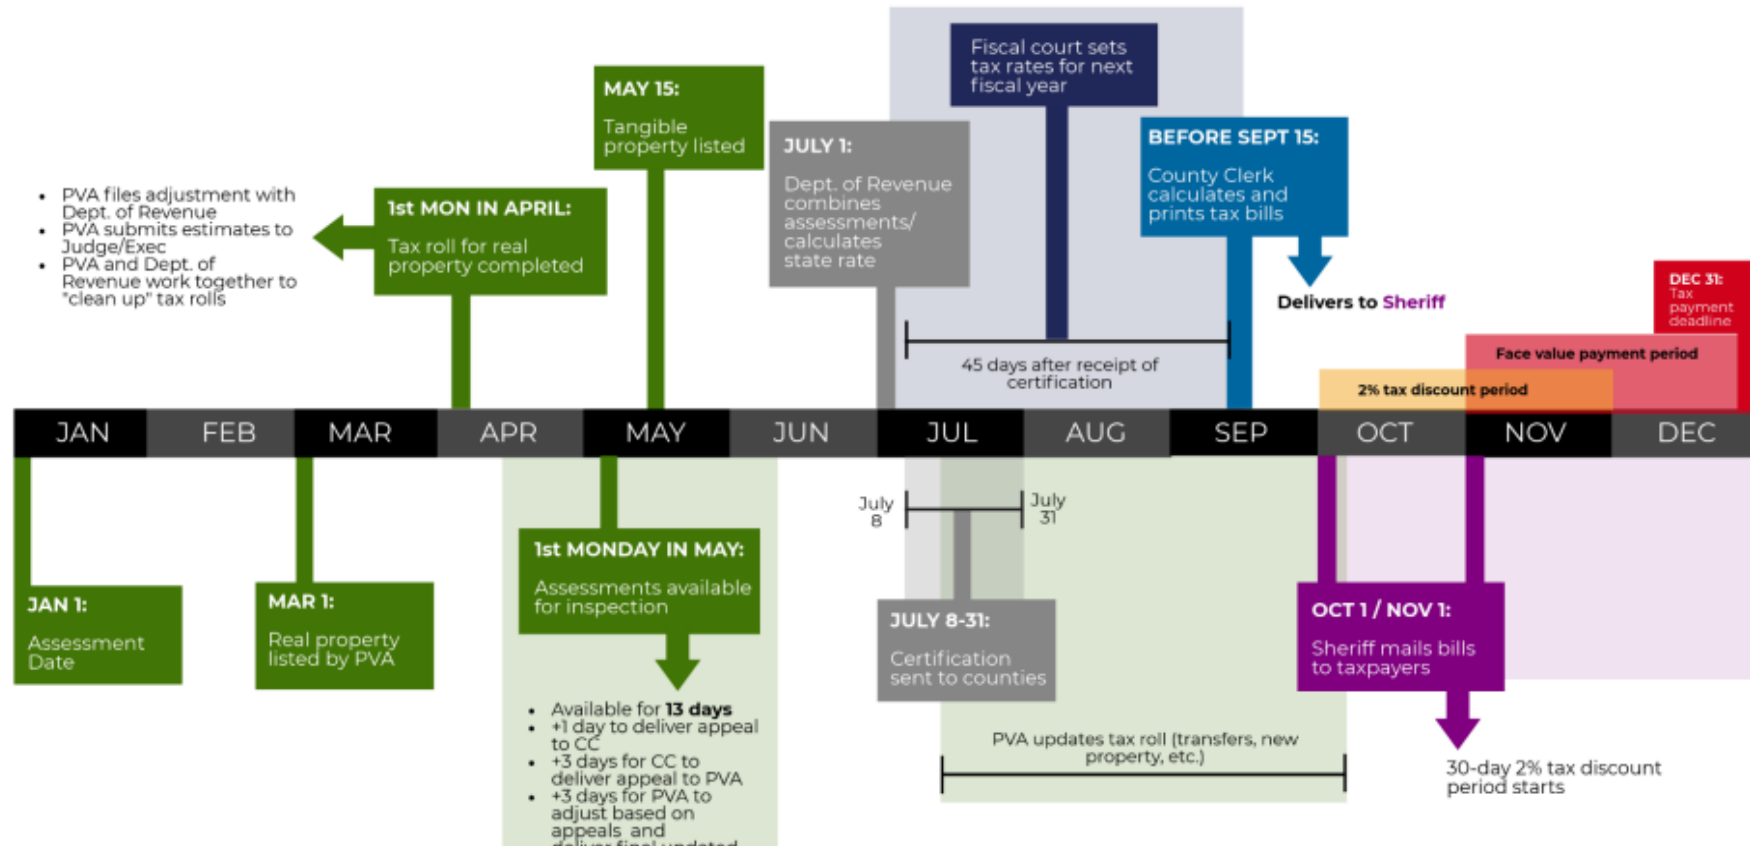 Fiscal court sets
tax rates for next
fiscal year
MAY 15:
Tangible
property listed
JULY 1:
Dept. of Revenue
combines
assessments/
calculates
state rate
BEFORE SEPT 15:
County Clerk
calculates and
prints tax bills
• PVA files adjustment with
Dept. of Revenue
• PVA submits estimates to
Judge/Exec
• PVA and Dept. of
Revenue work together to
"clean up" tax rolls
1st MON IN APRIL:
Tax roll for real
property completed
Delivers to Sheriff
DEC 31:
Tax
payment
deadline
45 days after receipt of
certification
Face value payment period
2% tax discount period
JAN FEB MAR APR MAY JUN JUL AUG SEP OCT NOV DEC
July
8
July
31
JAN 1:
Assessment
Date
MAR 1:
Real property
listed by PVA
1st MONDAY IN MAY:
Assessments available
for inspection
• Available for 13 days
• +1 day to deliver appeal
to CC
• +3 days for CC to
deliver appeal to PVA
• +3 days for PVA to
adjust based on
appeals and
deliver final updated
JULY 8-31:
Certification
sent to counties
PVA updates tax roll (transfers, new
property, etc.)
OCT 1 / NOV 1:
Sheriff mails bills
to taxpayers
30-day 2% tax discount
period starts